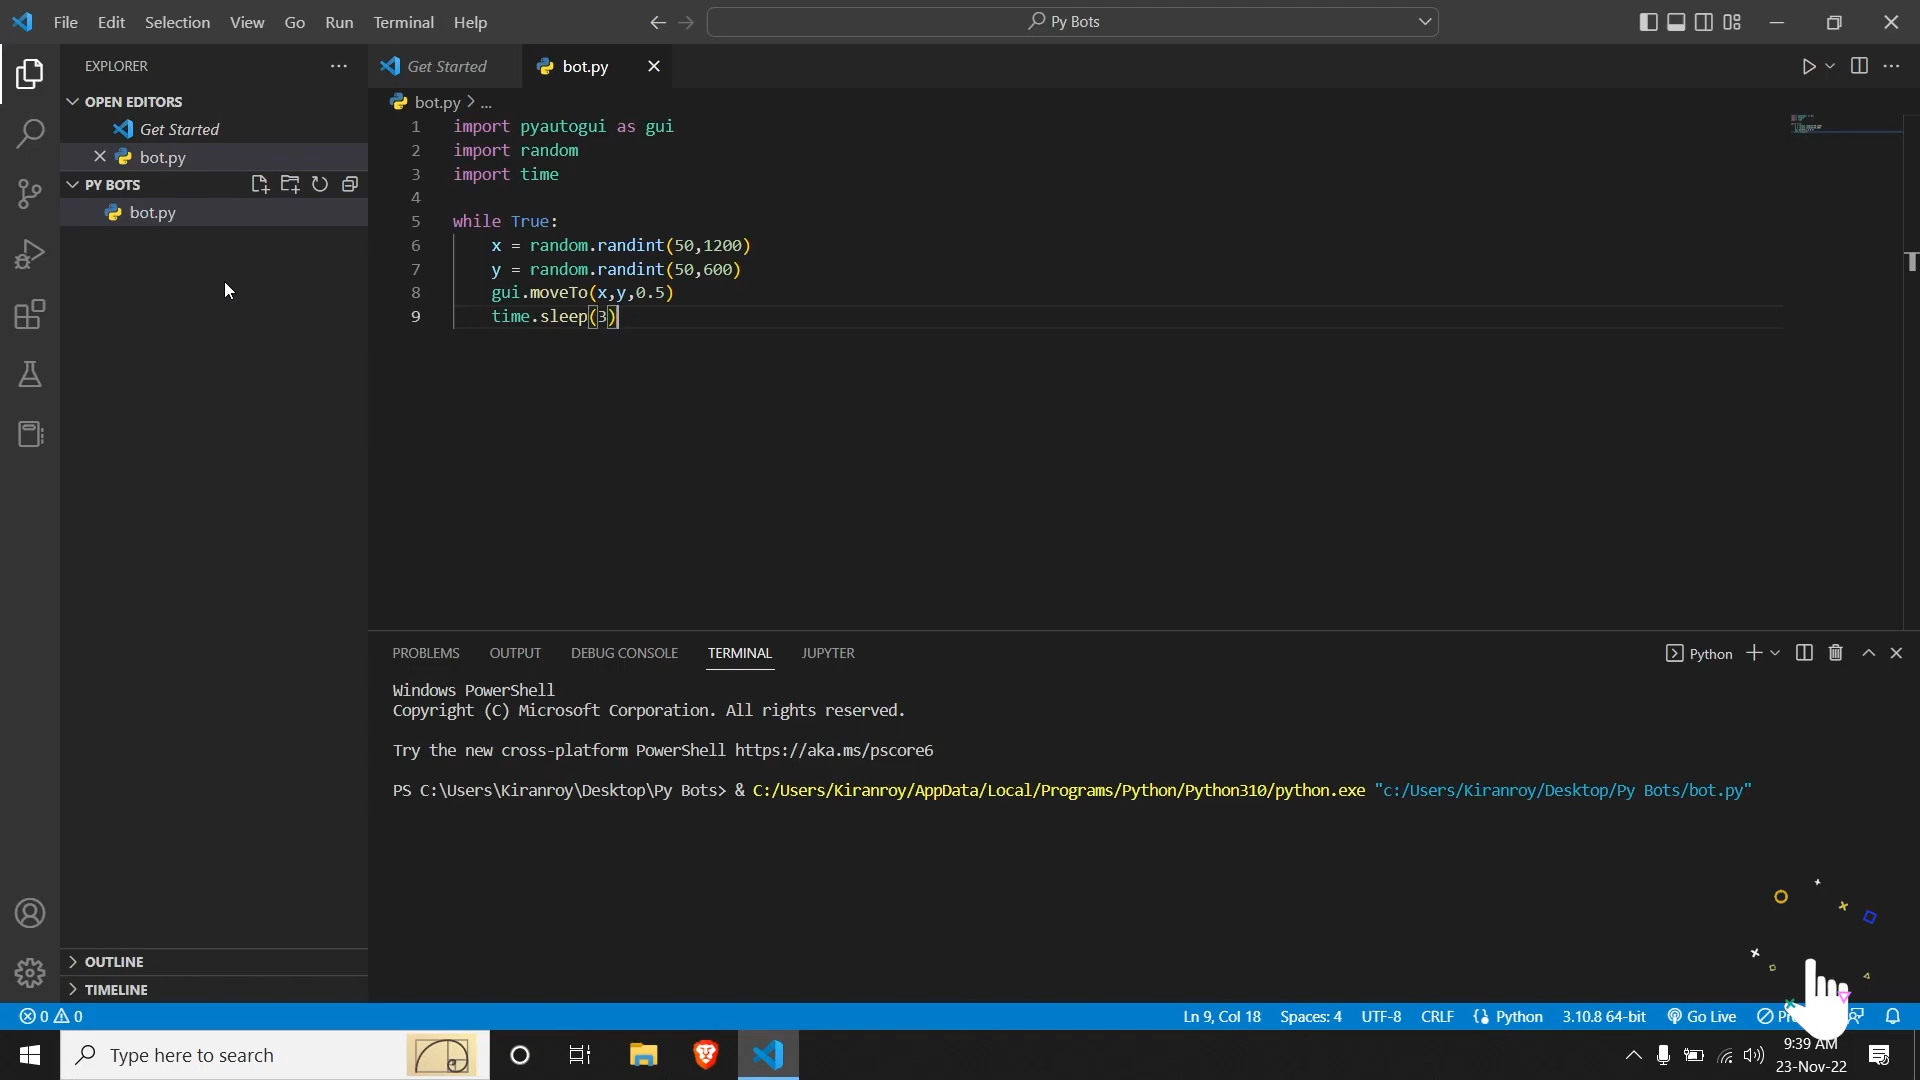 File Edit Selection View Go Run Terminal Help
Py Bots
EXPLORER
OPEN EDITORS
Get Started
bot.py
PY BOTS
bot.py
OUTLINE
TIMELINE
Get Started
bot.py
bot.py > ...
1 import pyautogui as gui
2 import random
3 import time
4
5 while True:
6 x = random.randint(50,1200)
7 y = random.randint(50,600)
8 gui.moveTo(x,y,0.5)
9 time.sleep(3)
PROBLEMS OUTPUT DEBUG CONSOLE TERMINAL JUPYTER
Python
Windows PowerShell
Copyright (C) Microsoft Corporation. All rights reserved.
Try the new cross-platform PowerShell https://aka.ms/pscore6
PS C:\Users\Kiranroy\Desktop\Py Bots> & C:/Users/Kiranroy/AppData/Local/Programs/Python/Python310/python.exe "c:/Users/Kiranroy/Desktop/Py Bots/bot.py"
0 0
Ln 9, Col 18 Spaces: 4 UTF-8 CRLF Python 3.10.8 64-bit Go Live
Type here to search
9:39 AM
23-Nov-22